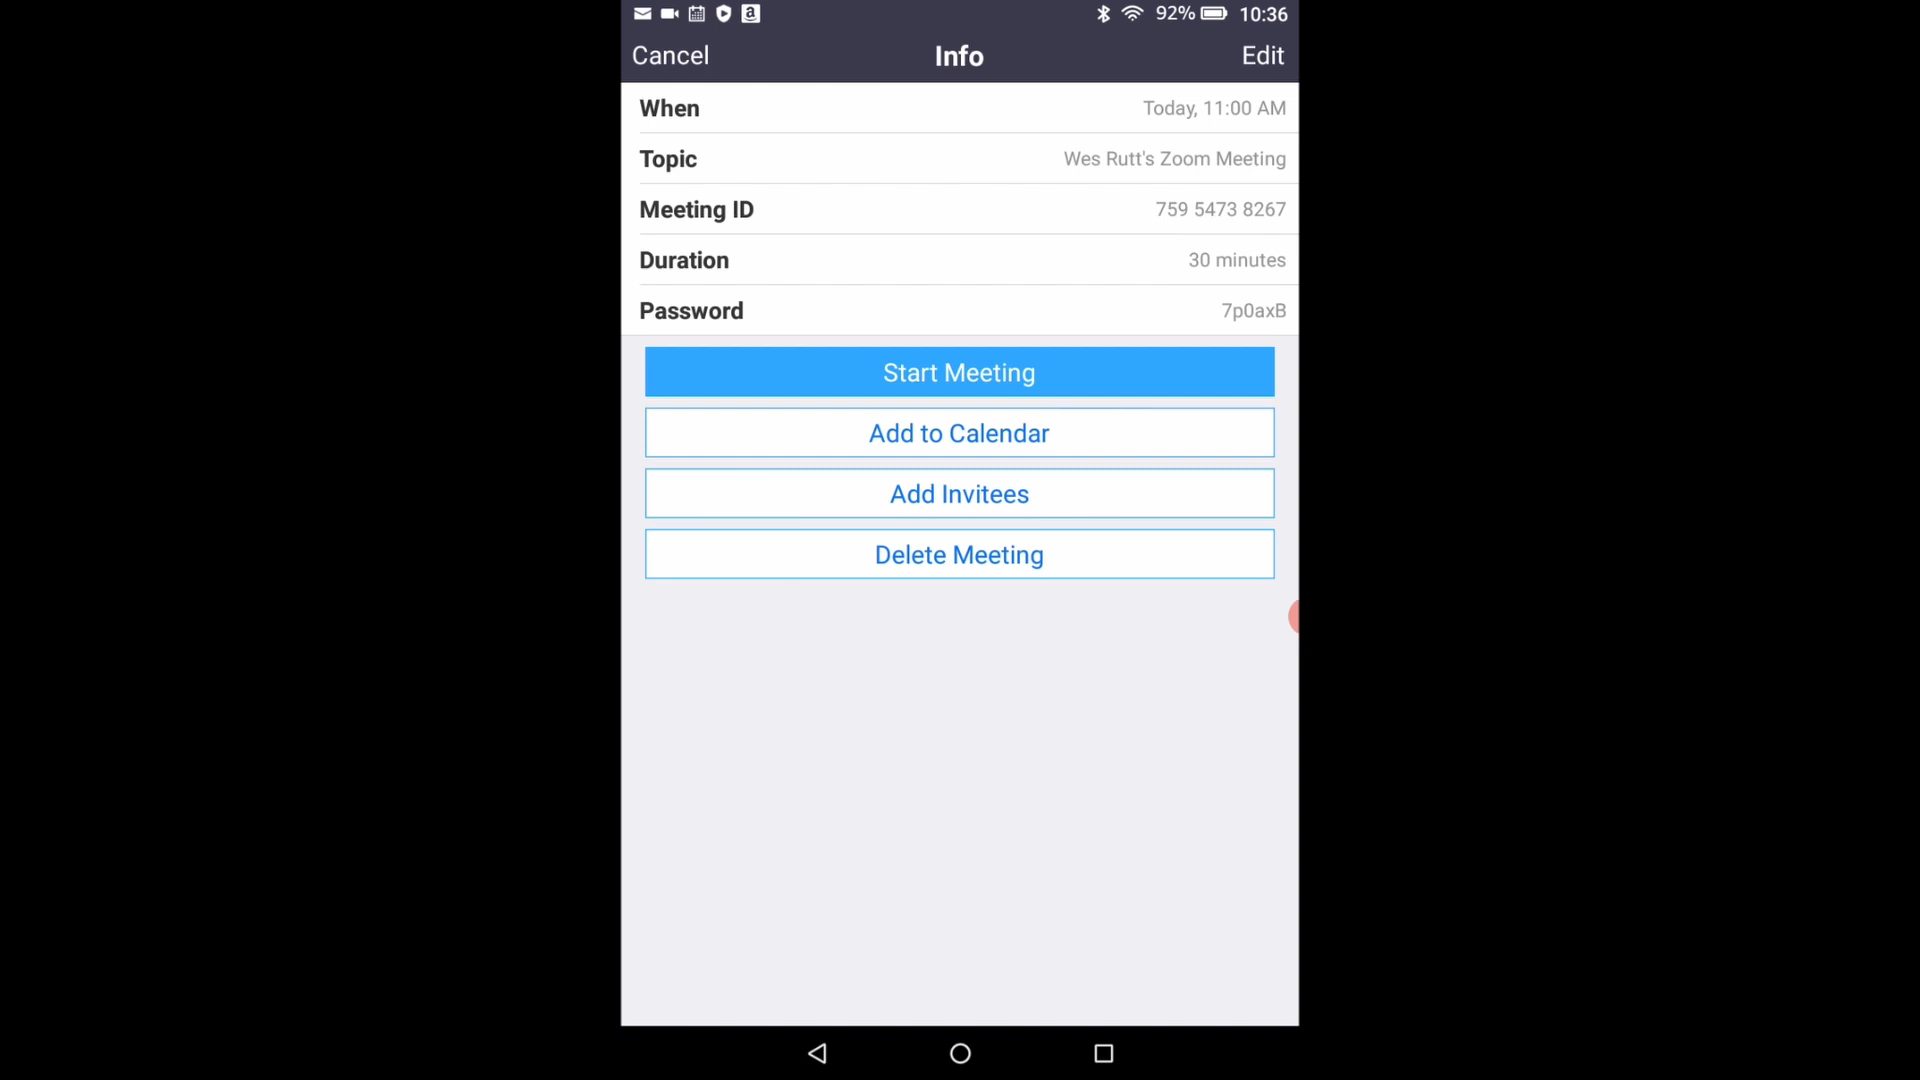 92% 10:36
Cancel Info Edit
When Today, 11:00 AM
Topic Wes Rutt's Zoom Meeting
Meeting ID 759 5473 8267
Duration 30 minutes
Password 7p0axB
Start Meeting
Add to Calendar
Add Invitees
Delete Meeting